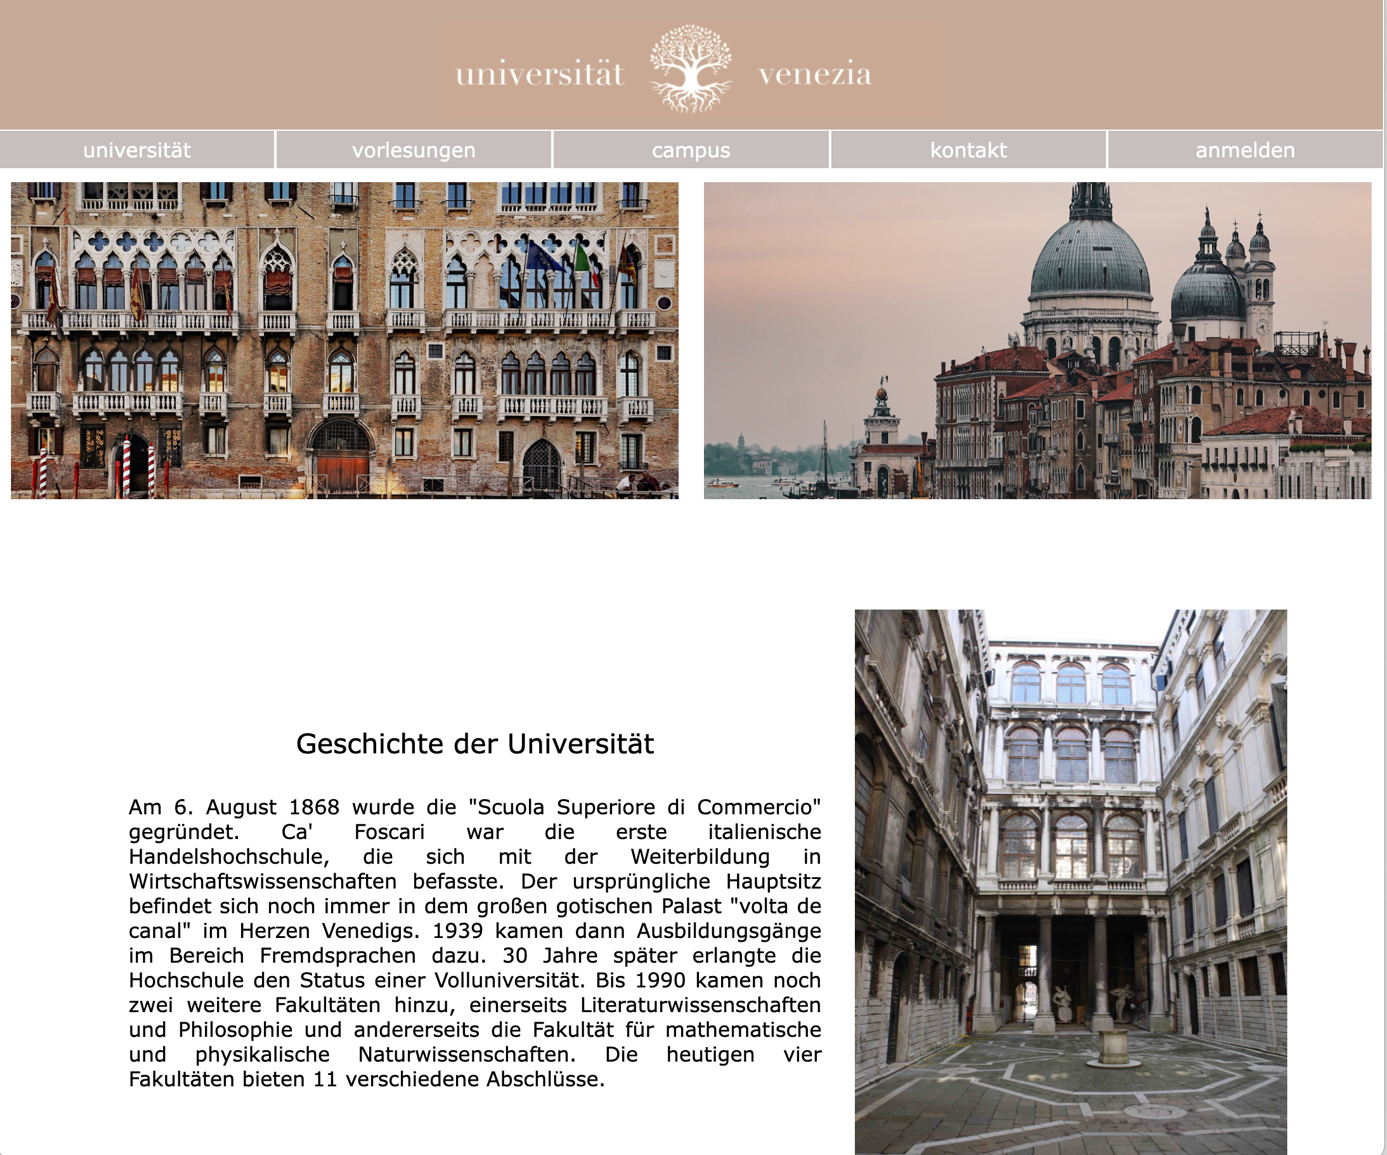 universität venezia
universität vorlesungen campus kontakt anmelden
Geschichte der Universität
Am 6. August 1868 wurde die "Scuola Superiore di Commercio"
gegründet. Ca' Foscari war die erste italienische
Handelshochschule, die sich mit der Weiterbildung in
Wirtschaftswissenschaften befasste. Der ursprüngliche Hauptsitz
befindet sich noch immer in dem großen gotischen Palast "volta de
canal" im Herzen Venedigs. 1939 kamen dann Ausbildungsgänge
im Bereich Fremdsprachen dazu. 30 Jahre später erlangte die
Hochschule den Status einer Volluniversität. Bis 1990 kamen noch
zwei weitere Fakultäten hinzu, einerseits Literaturwissenschaften
und Philosophie und andererseits die Fakultät für mathematische
und physikalische Naturwissenschaften. Die heutigen vier
Fakultäten bieten 11 verschiedene Abschlüsse.